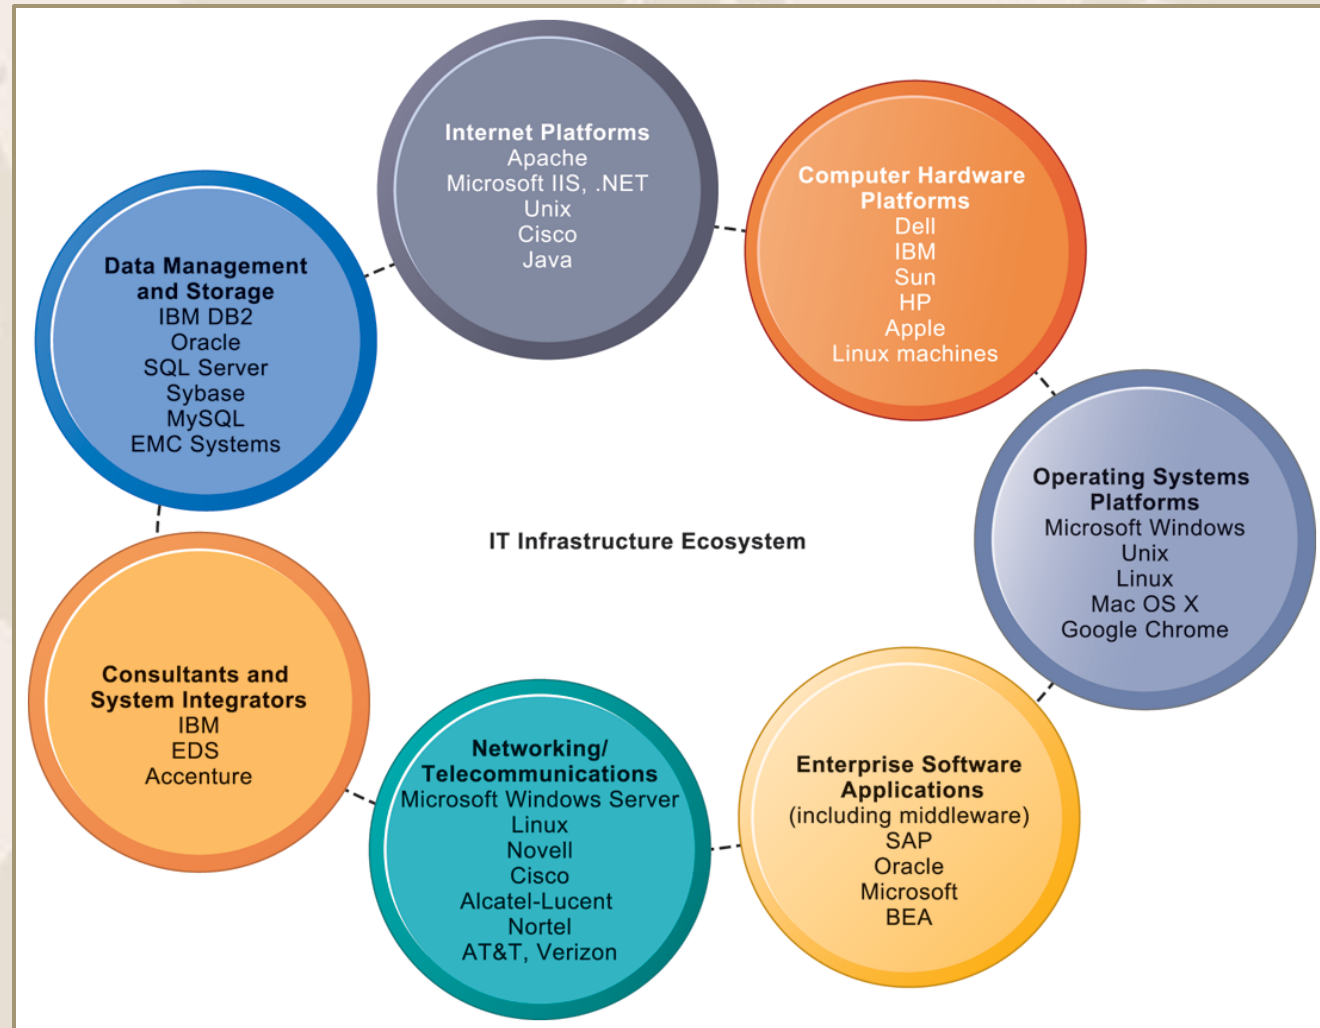 Internet Platforms
Apache
Microsoft IIS, .NET
Unix
Cisco
Java
Computer Hardware
Platforms
Dell
IBM
Sun
HP
Apple
Linux machines
Data Management
and Storage
IBM DB2
Oracle
SQL Server
Sybase
MySQL
EMC Systems
Operating Systems
Platforms
Microsoft Windows
Unix
Linux
Mac OS X
Google Chrome
IT Infrastructure Ecosystem
Consultants and
System Integrators
IBM
EDS
Accenture
Networking/
Telecommunications
Microsoft Windows Server
Linux
Novell
Cisco
Alcatel-Lucent
Nortel
AT&T, Verizon
Enterprise Software
Applications
(including middleware)
SAP
Oracle
Microsoft
BEA